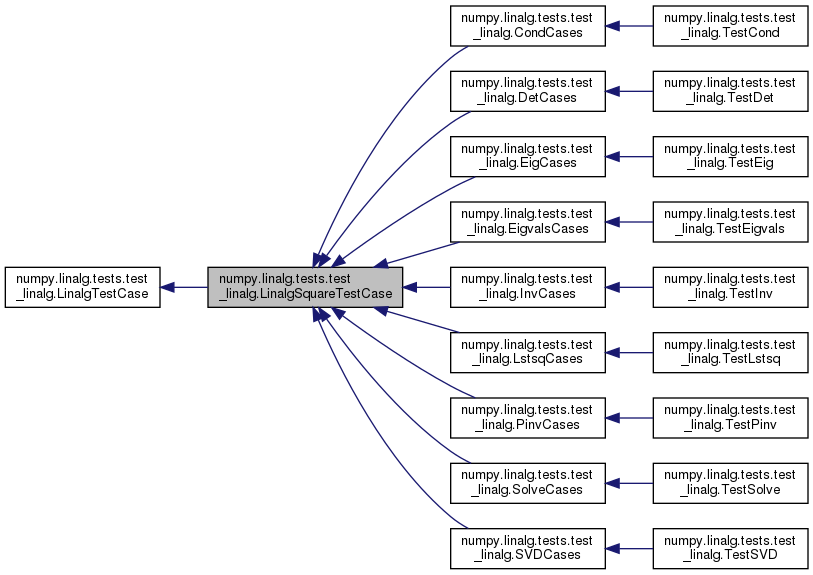 numpy.linalg.tests.test
_linalg.CondCases
numpy.linalg.tests.test
_linalg.TestCond
numpy.linalg.tests.test
_linalg.DetCases
numpy.linalg.tests.test
_linalg.TestDet
numpy.linalg.tests.test
_linalg.EigCases
numpy.linalg.tests.test
_linalg.TestEig
numpy.linalg.tests.test
_linalg.EigvalsCases
numpy.linalg.tests.test
_linalg.TestEigvals
numpy.linalg.tests.test
_linalg.LinalgTestCase
numpy.linalg.tests.test
_linalg.LinalgSquareTestCase
numpy.linalg.tests.test
_linalg.InvCases
numpy.linalg.tests.test
_linalg.TestInv
numpy.linalg.tests.test
_linalg.LstsqCases
numpy.linalg.tests.test
_linalg.TestLstsq
numpy.linalg.tests.test
_linalg.PinvCases
numpy.linalg.tests.test
_linalg.TestPinv
numpy.linalg.tests.test
_linalg.SolveCases
numpy.linalg.tests.test
_linalg.TestSolve
numpy.linalg.tests.test
_linalg.SVDCases
numpy.linalg.tests.test
_linalg.TestSVD